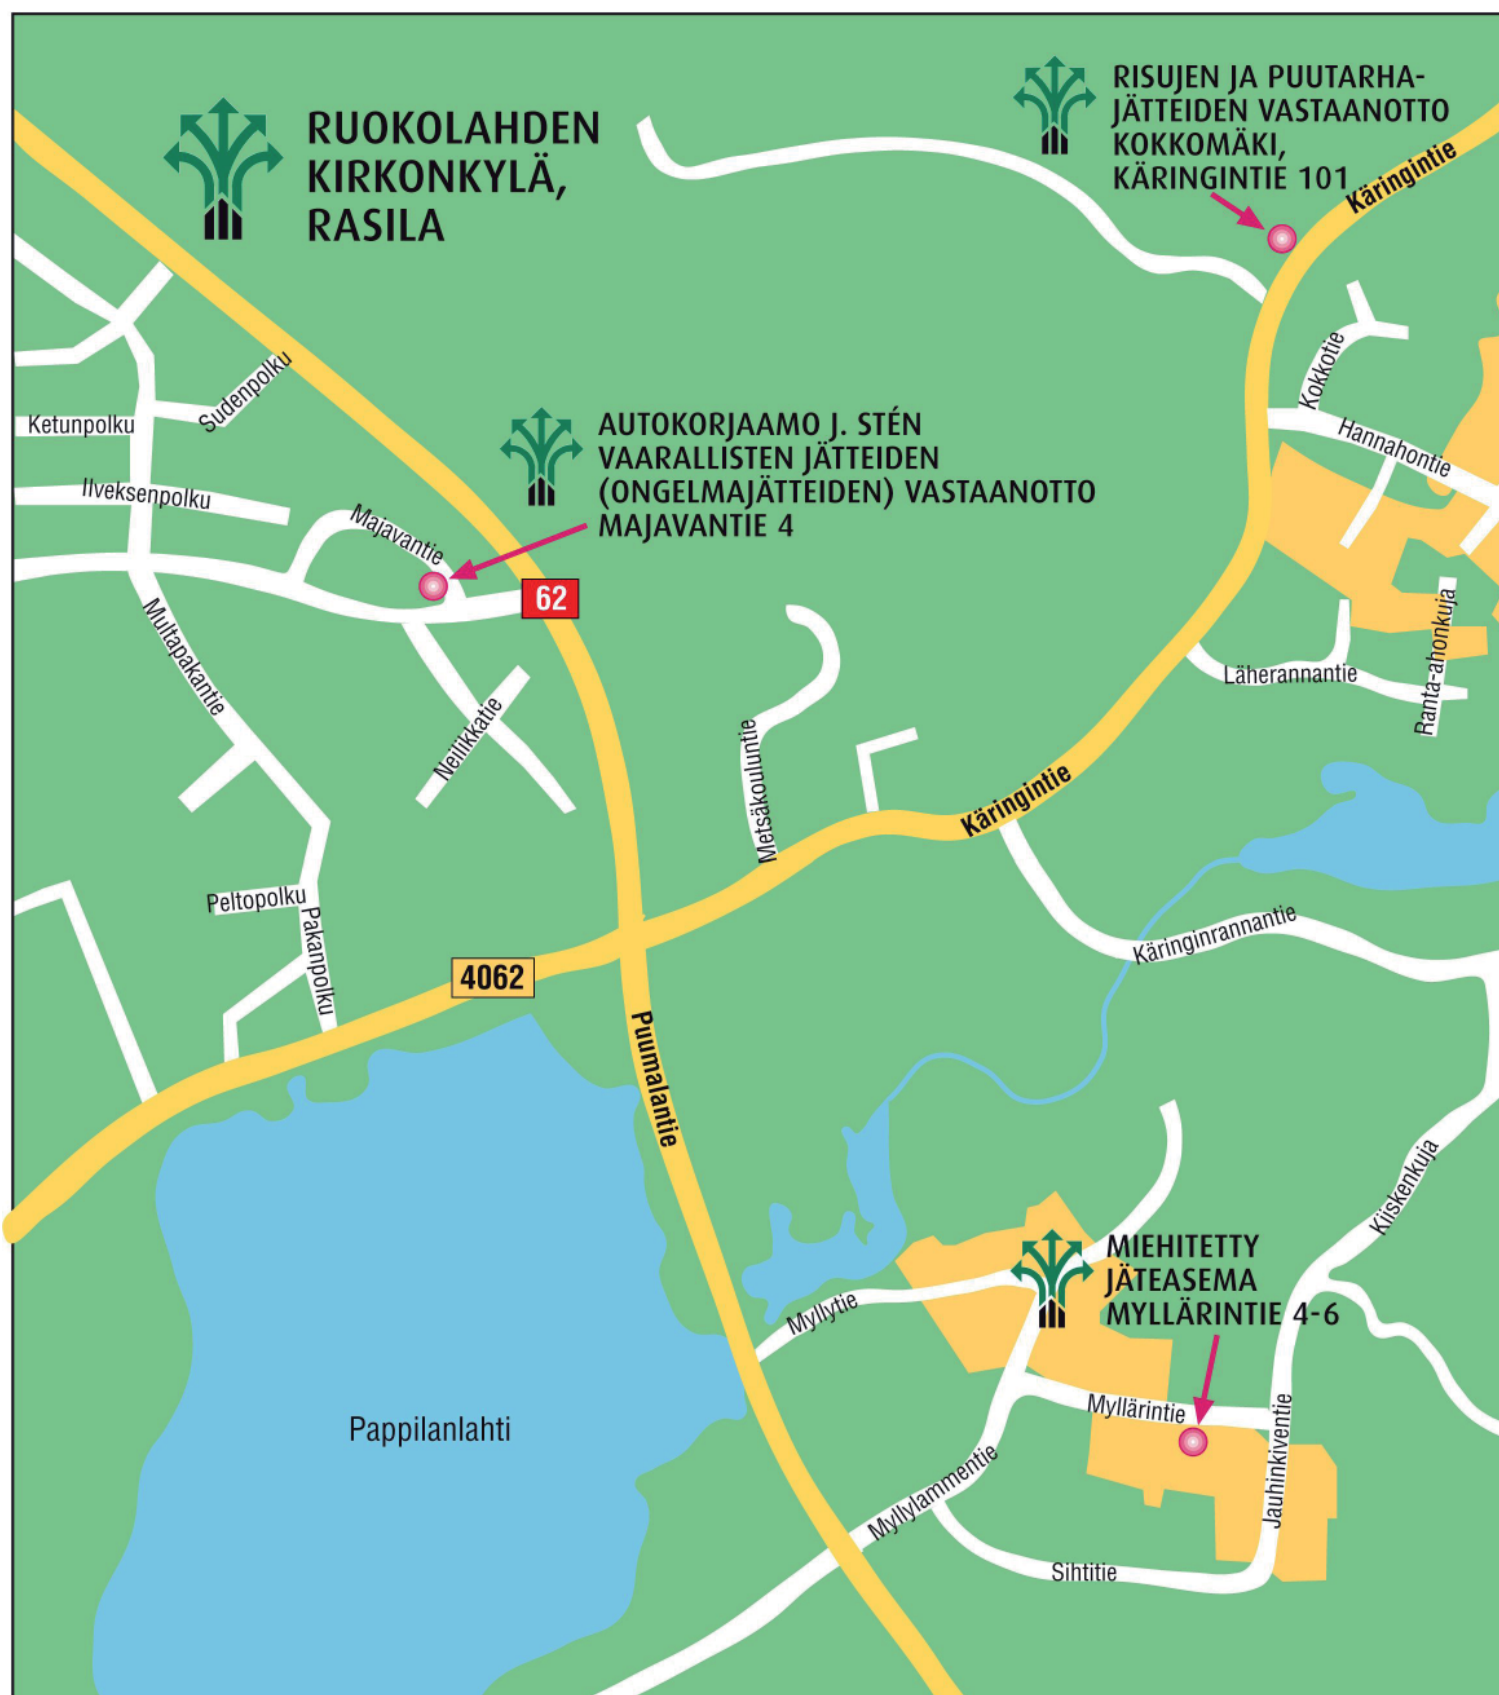 RUOKOLAHDEN
KIRKONKYLÄ,
RASILA
RISUJEN JA PUUTARHA-
JÄTTEIDEN VASTAANOTTO
KOKKOMÄKI,
KÄRINGINTIE 101
Käringintie
Kokkotie
Hannahontie
Sudenpolku
Ketunpolku
Ilveksenpolku
Majavantie
AUTOKORJAAMO J. STÉN
VAARALLISTEN JÄTTEIDEN
(ONGELMAJÄTTEIDEN) VASTAANOTTO
MAJAVANTIE 4
62
Multapakantie
Neilikkatie
Metsäkouluntie
Läherannantie
Ranta-ahonkuja
Käringintie
Peltopolku
Pakanpolku
4062
Käringinrannantie
Puumalantie
Kiiskenkuja
MIEHITETTY
JÄTEASEMA
MYLLÄRINTIE 4-6
Myllytie
Myllärintie
Pappilanlahti
Jauhinkiventie
Myllylammentie
Sihtitie